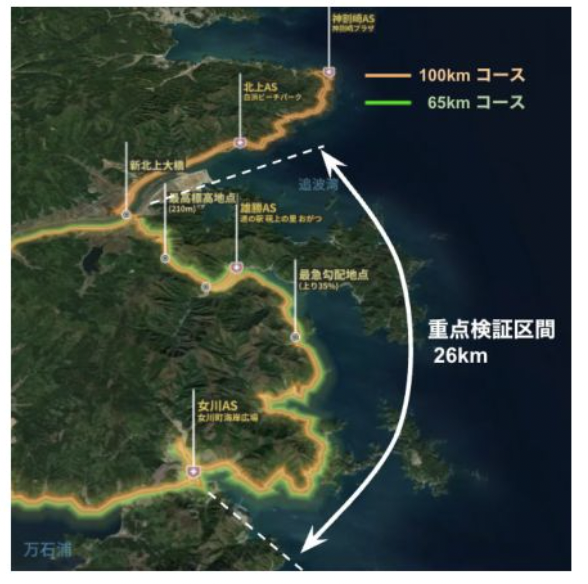 神割崎AS
神割崎プラザ
100km コース
北上AS
白浜ビーチパーク
65km コース
新北上大橋
追波湾
最高標高地点
(210m)
雄勝AS
道の駅 硯上の里 おがつ
最急勾配地点
(上り35%)
重点検証区間
26km
女川AS
女川町海岸広場
万石浦